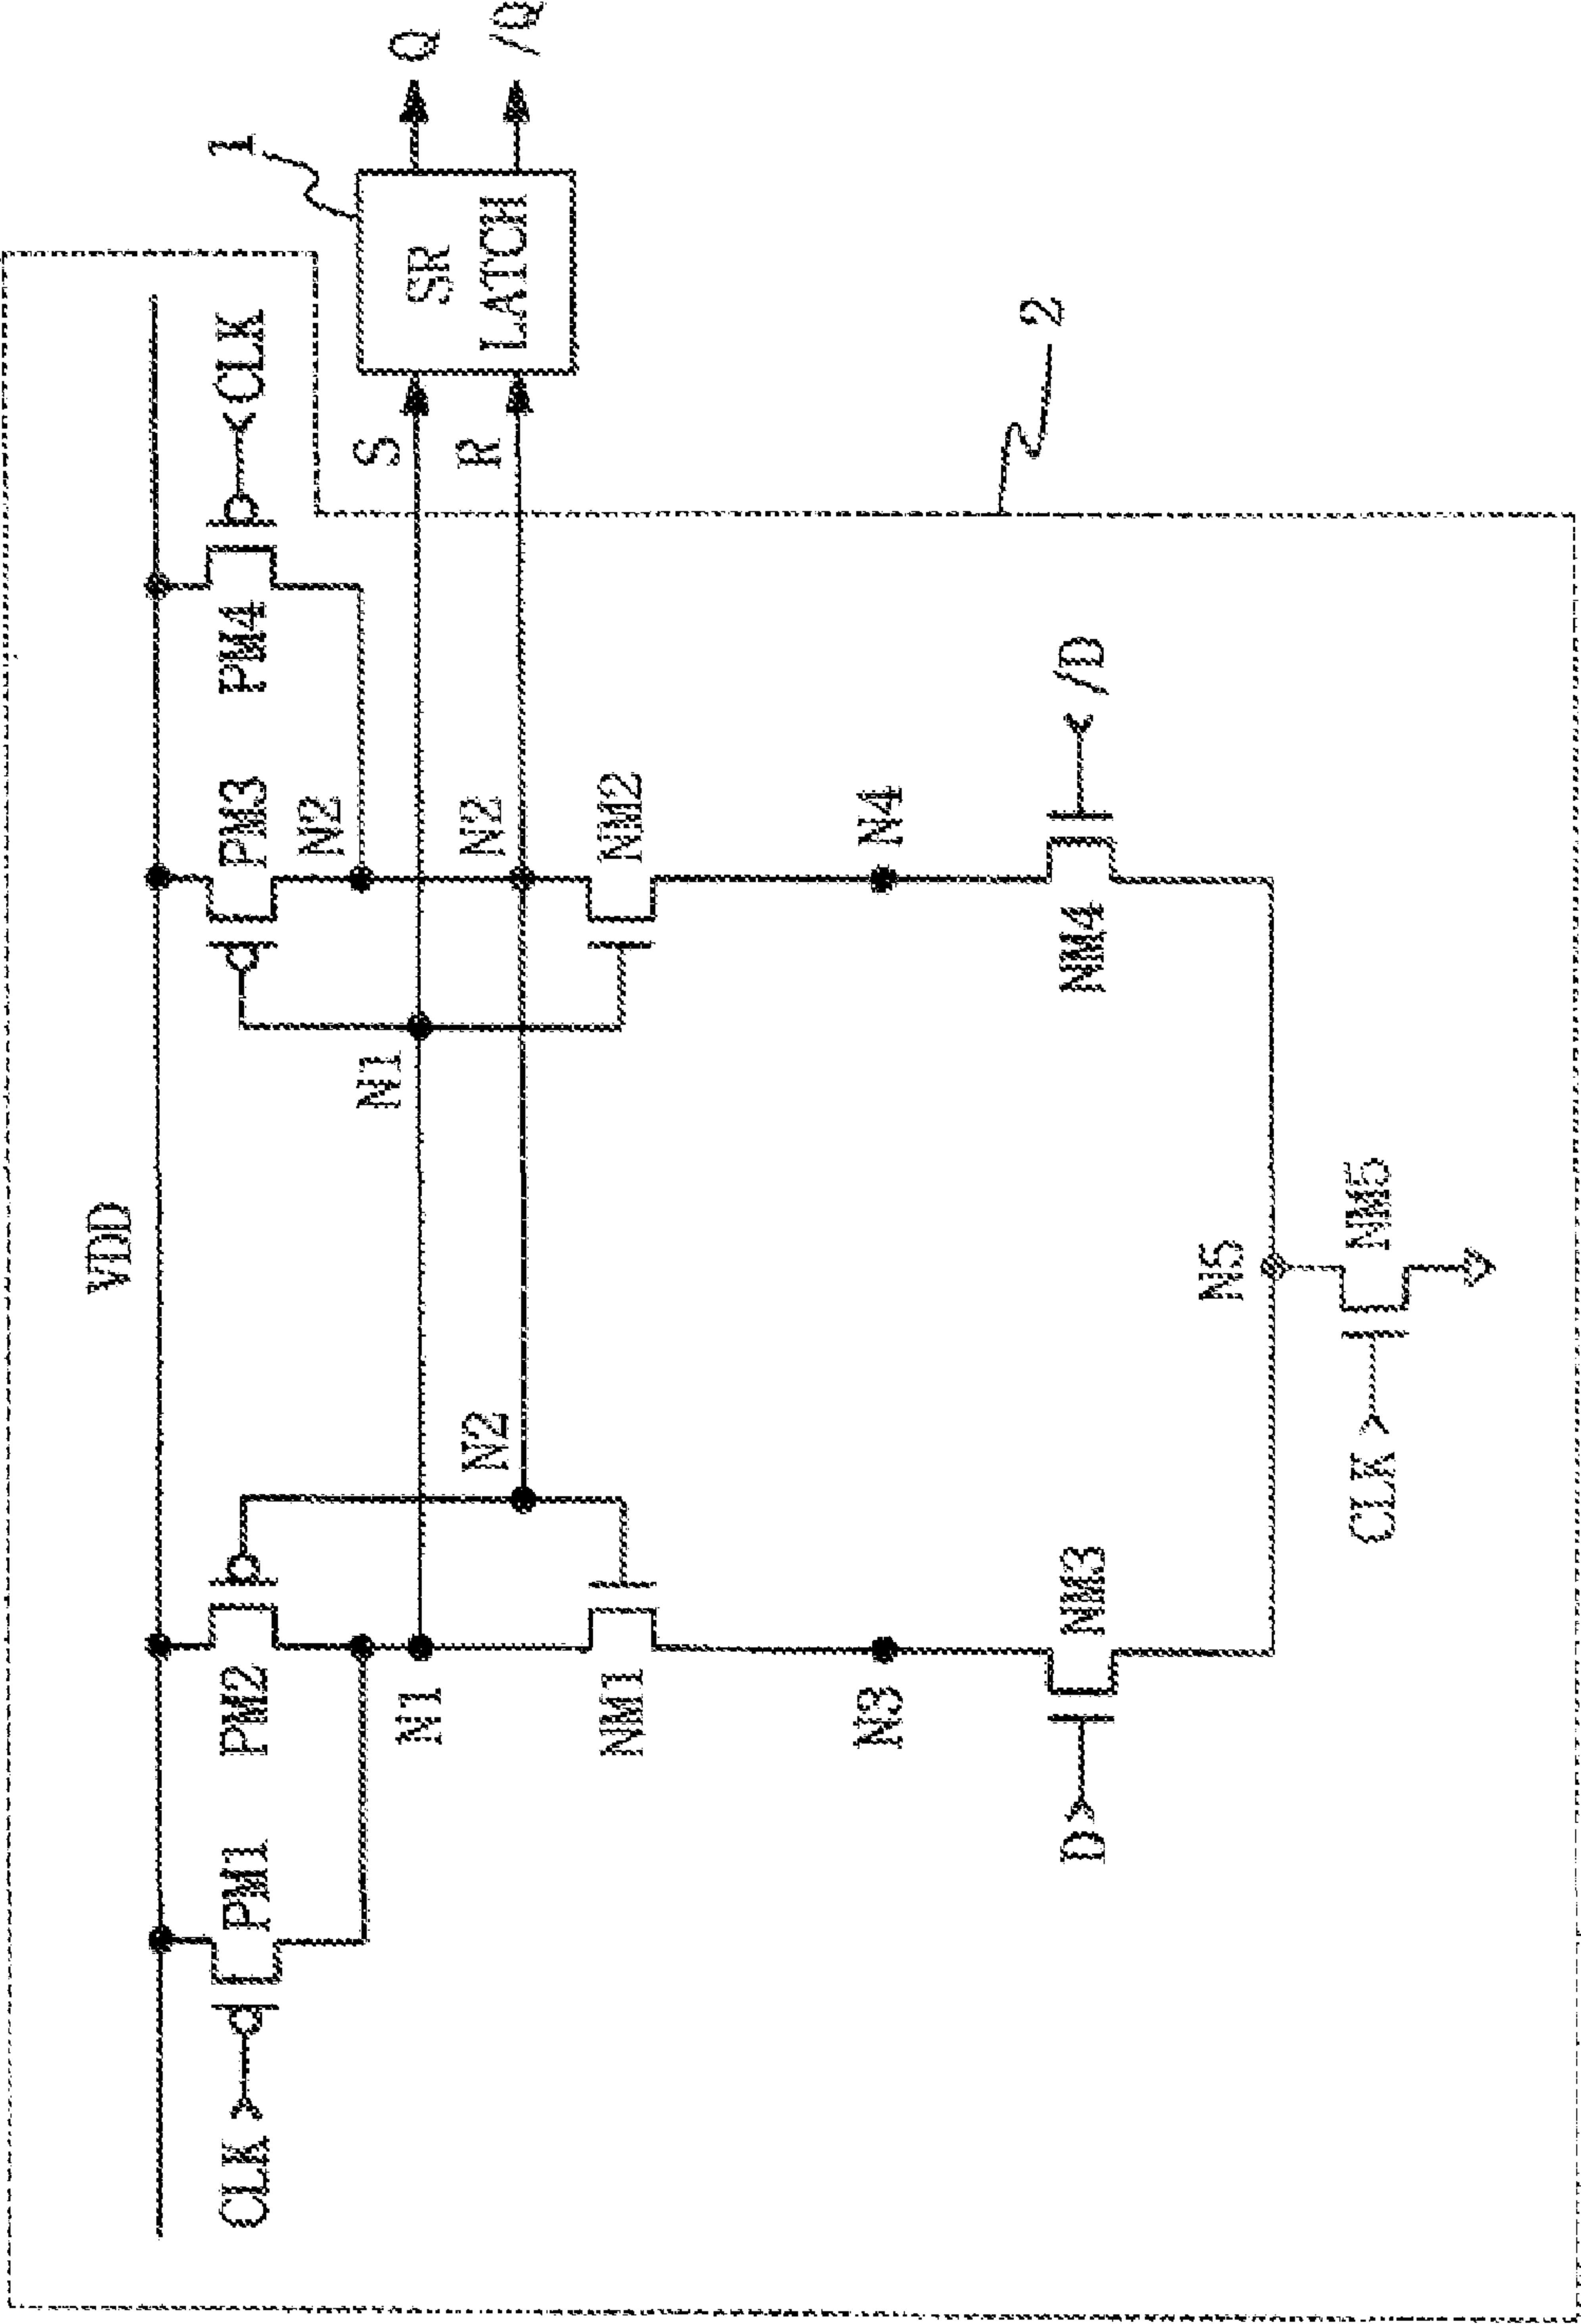 VDD
CLK
PM1
PM2
PM3
PM4
CLK
N2
1
N1
N1
S
Q
N2
N2
R
SR
LATCH
/Q
NM1
NM2
N3
N4
D
NM3
NM4
/D
2
N5
CLK
NM5